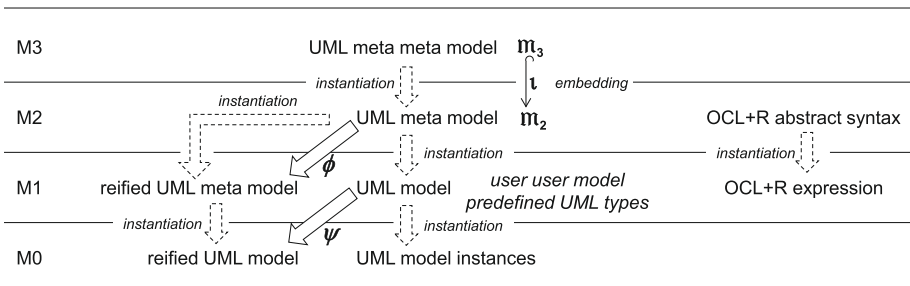 M3 UML meta meta model 𝔪3
instantiation ι embedding
instantiation
M2 UML meta model 𝔪2 OCL+R abstract syntax
instantiation instantiation
ϕ
M1 reified UML meta model UML model user user model OCL+R expression
predefined UML types
instantiation ψ instantiation
M0 reified UML model UML model instances